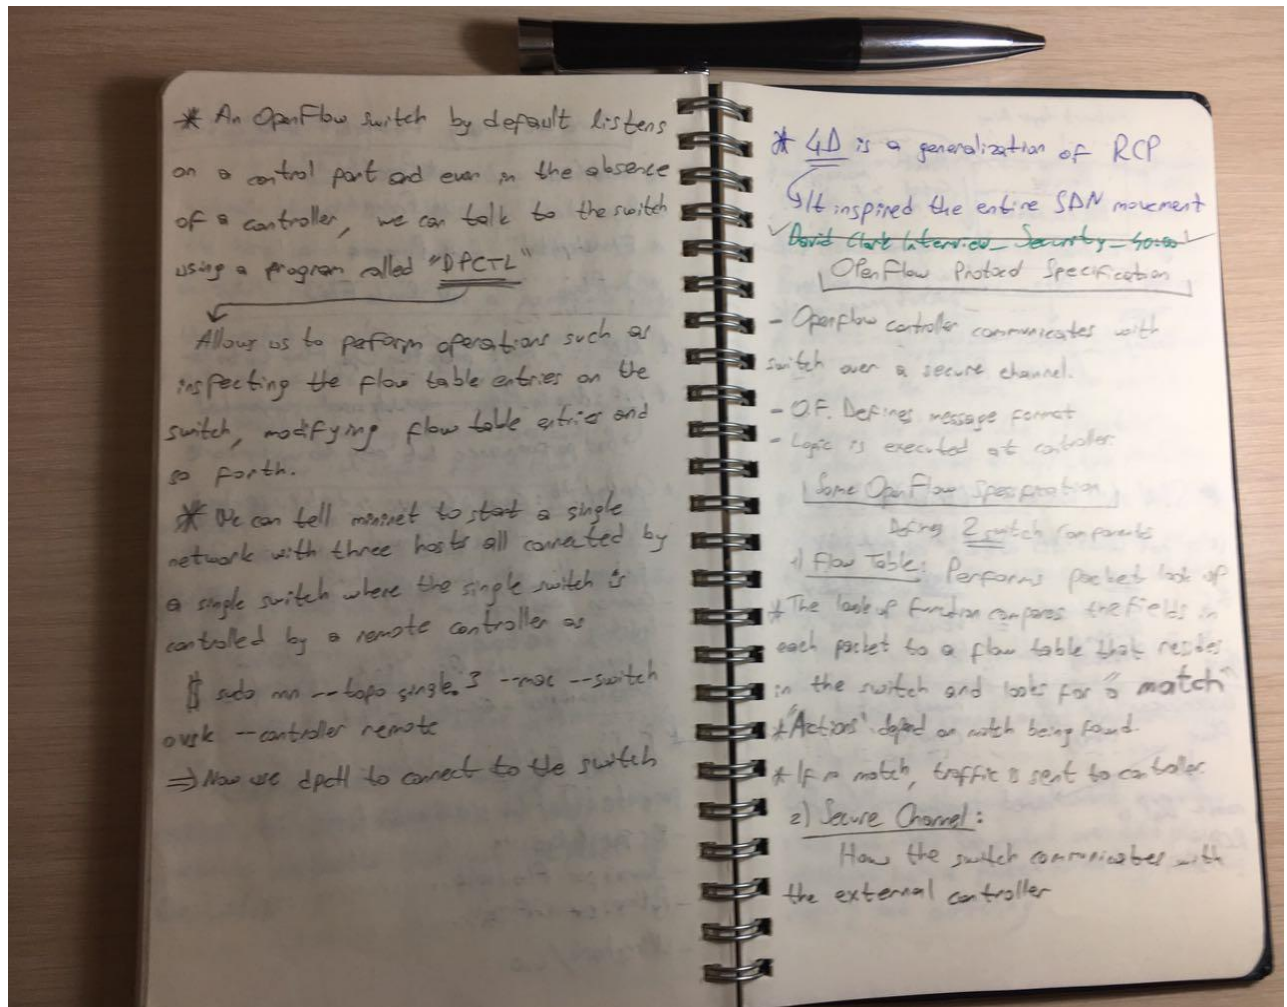 * An OpenFlow switch by default listens
on a control port and even in the absence
of a controller, we can talk to the switch
using a program called "DPCTL"
Allows us to perform operations such as
inspecting the flow table entries on the
switch, modifying flow table entries and
so forth.
* We can tell mininet to start a single
network with three hosts all connected by
a single switch where the single switch is
controlled by a remote controller as
$ sudo mn --topo single.3 --mac --switch
ovsk --controller remote
⇒ Now use dpctl to connect to the switch
* 4D is a generalization of RCP
It inspired the entire SDN movement
✓ David Clark Interview_ Security_
OpenFlow Protocol Specification
- Openflow controller communicates with
switch over a secure channel.
- O.F. Defines message format
- Logic is executed at controller.
Some OpenFlow Specification
Defines 2 switch components
1) Flow Table: Performs packet look up
* The look up function compares the fields in
each packet to a flow table that resides
in the switch and looks for "a match"
* "Actions" depend on match being found.
* If no match, traffic is sent to controller.
2) Secure Channel:
How the switch communicates with
the external controller